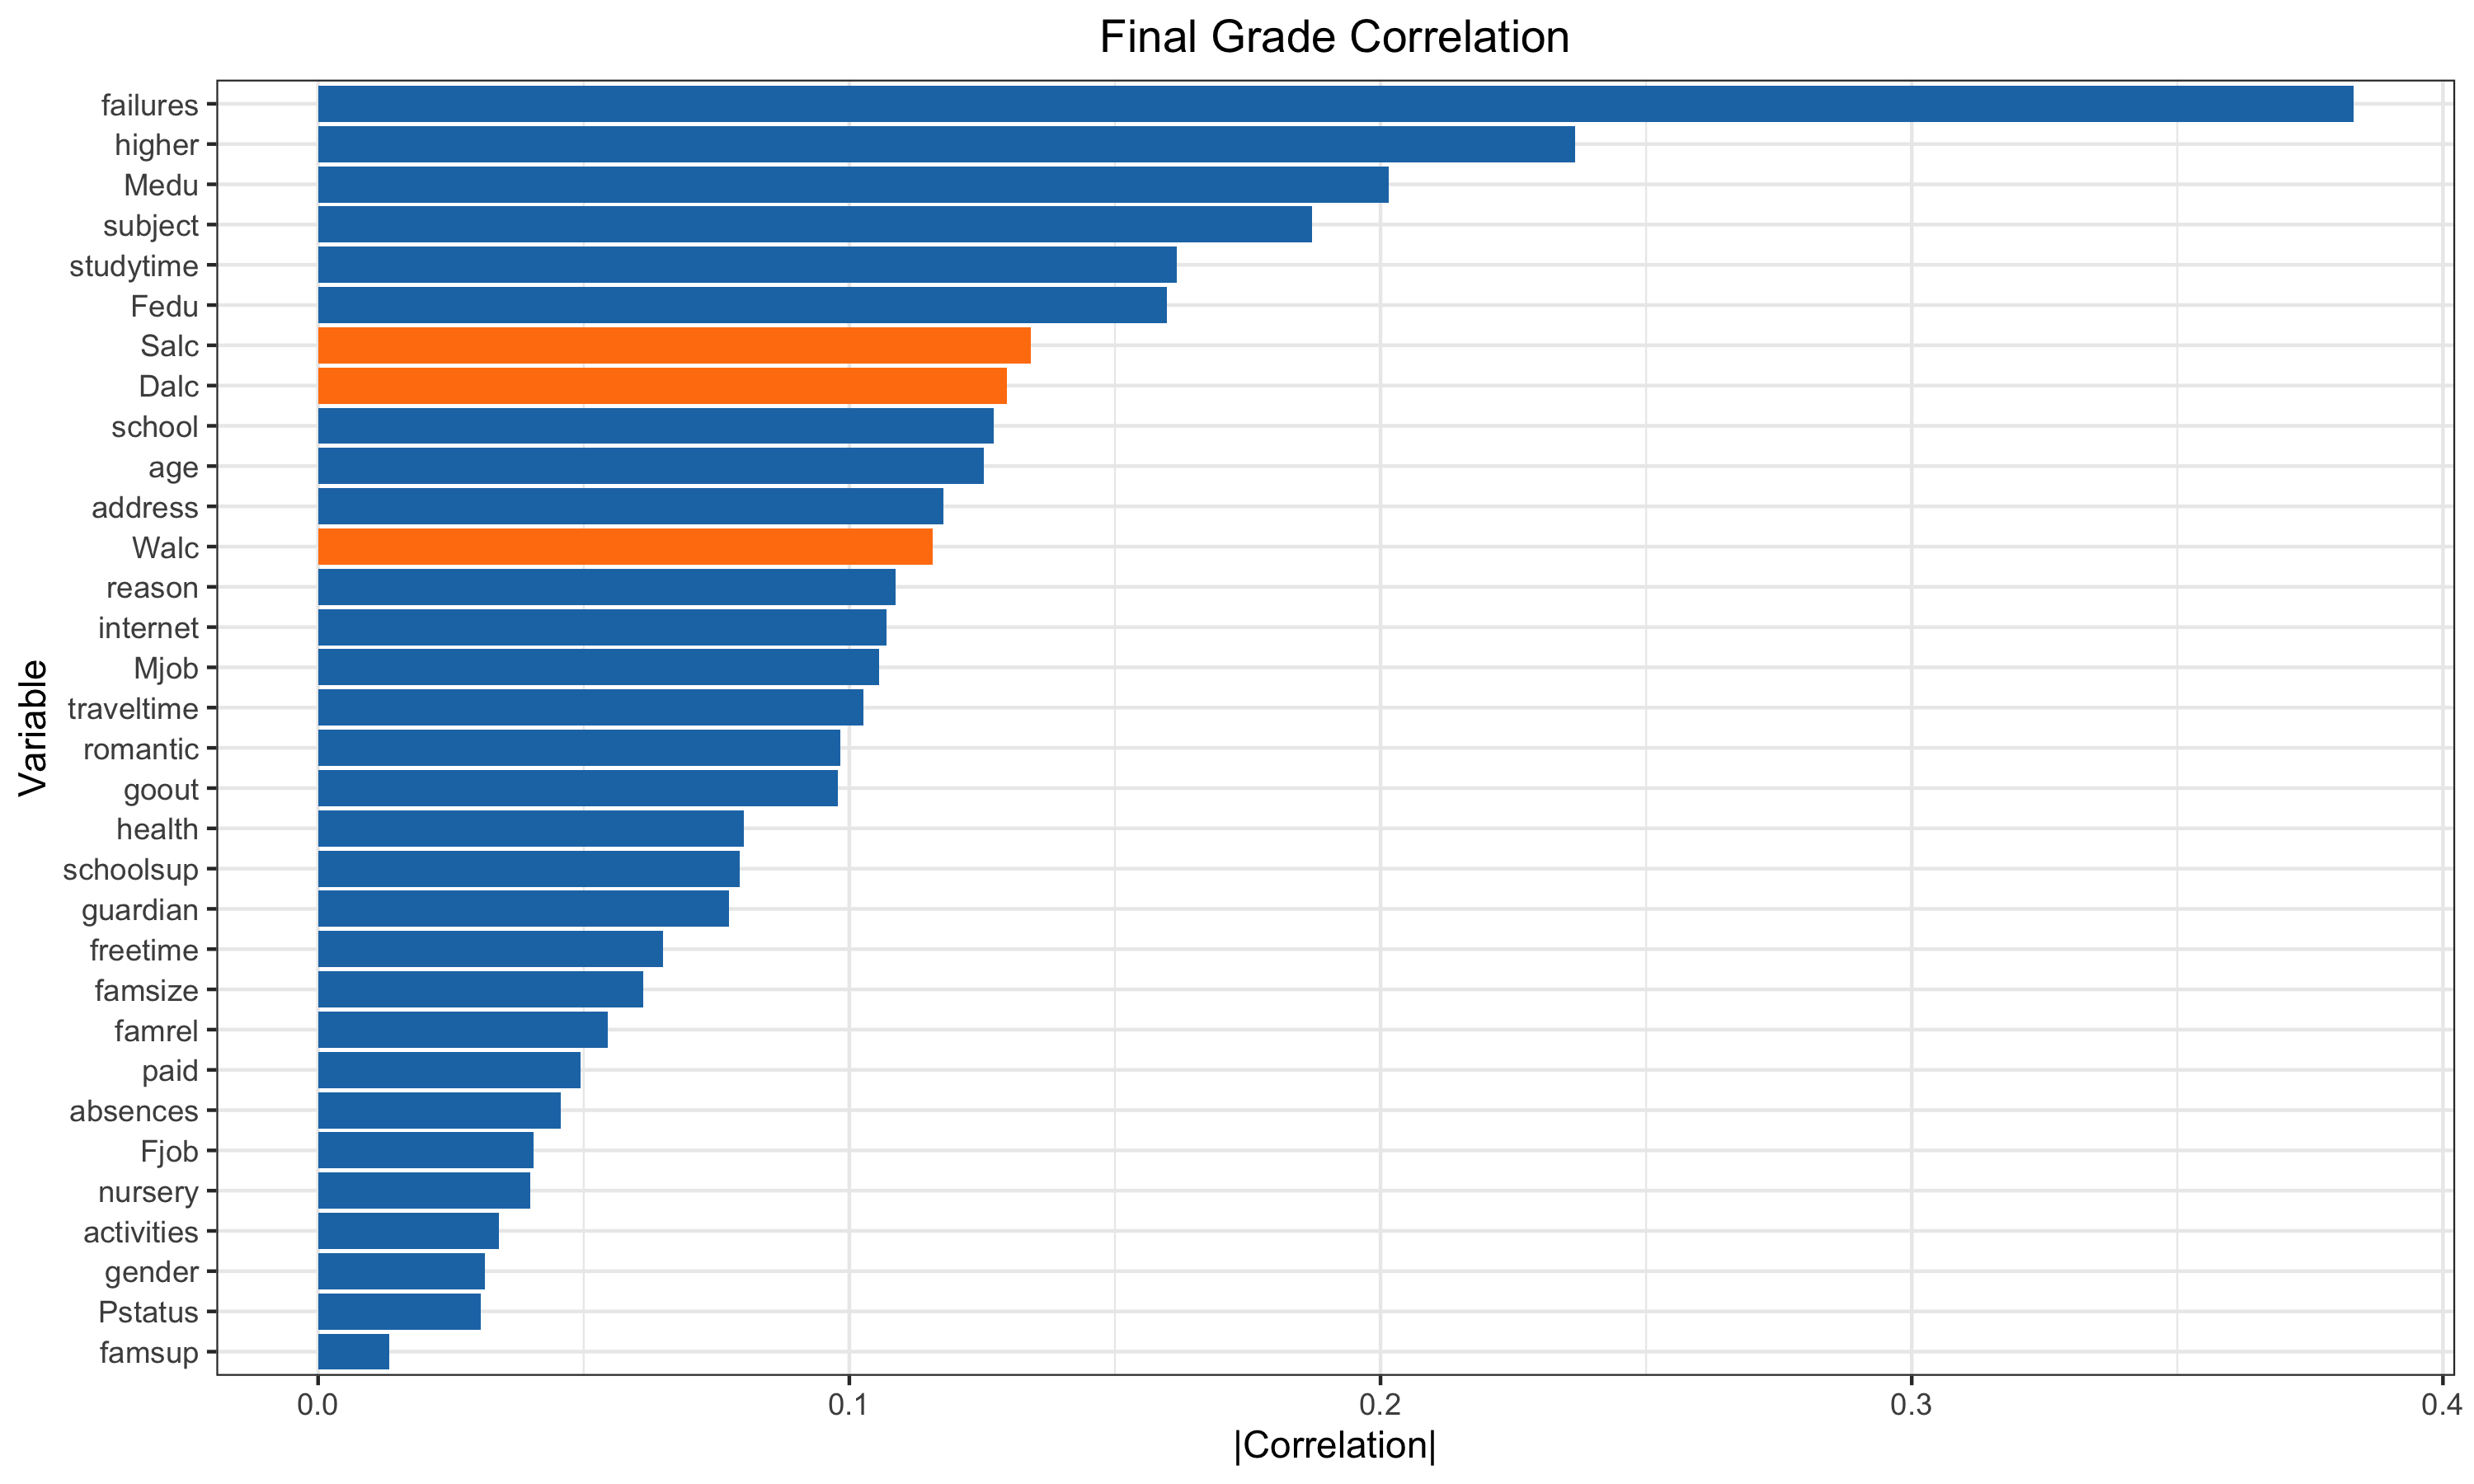 Final Grade Correlation
failures
higher
Medu
subject
studytime
Fedu
Salc
Dalc
school
age
address
Walc
reason
internet
Mjob
traveltime
romantic
goout
health
schoolsup
guardian
freetime
famsize
famrel
paid
absences
Fjob
nursery
activities
gender
Pstatus
famsup
Variable
0.0 0.1 0.2 0.3 0.4
|Correlation|